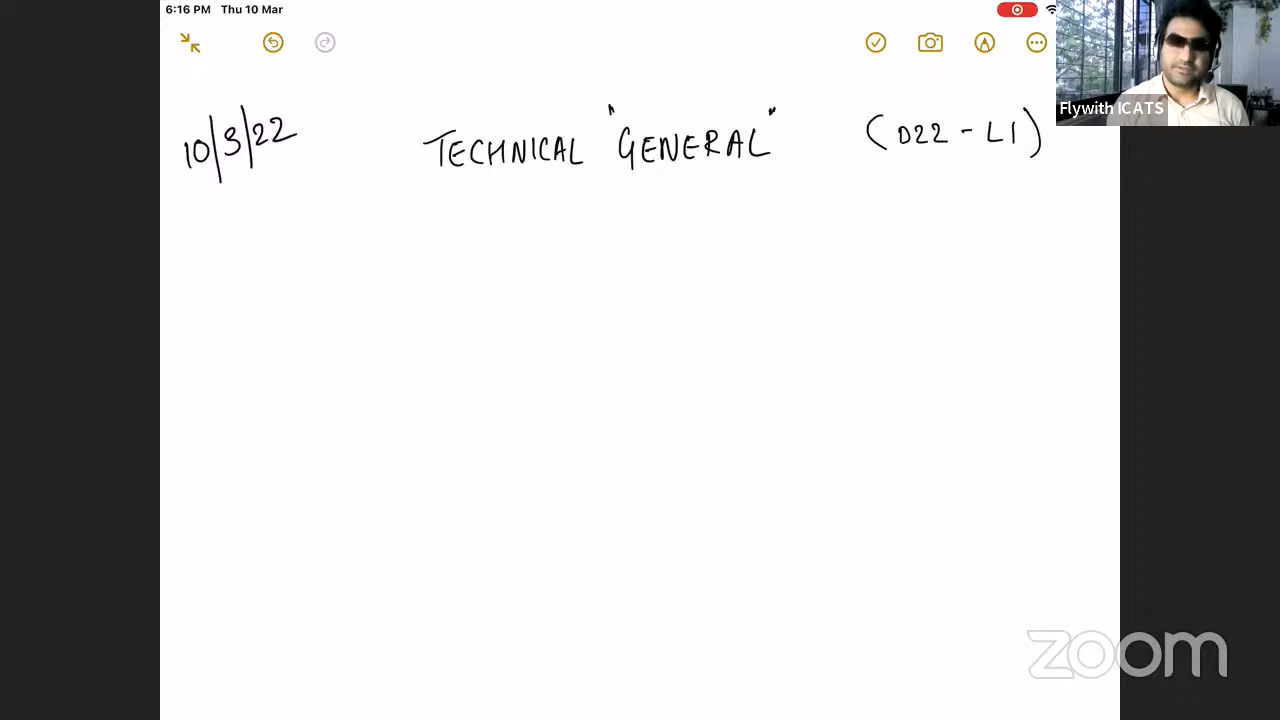 6:16 PM Thu 10 Mar
Flywith ICATS
10/3/22 TECHNICAL "GENERAL" (D22 - L1)
zoom